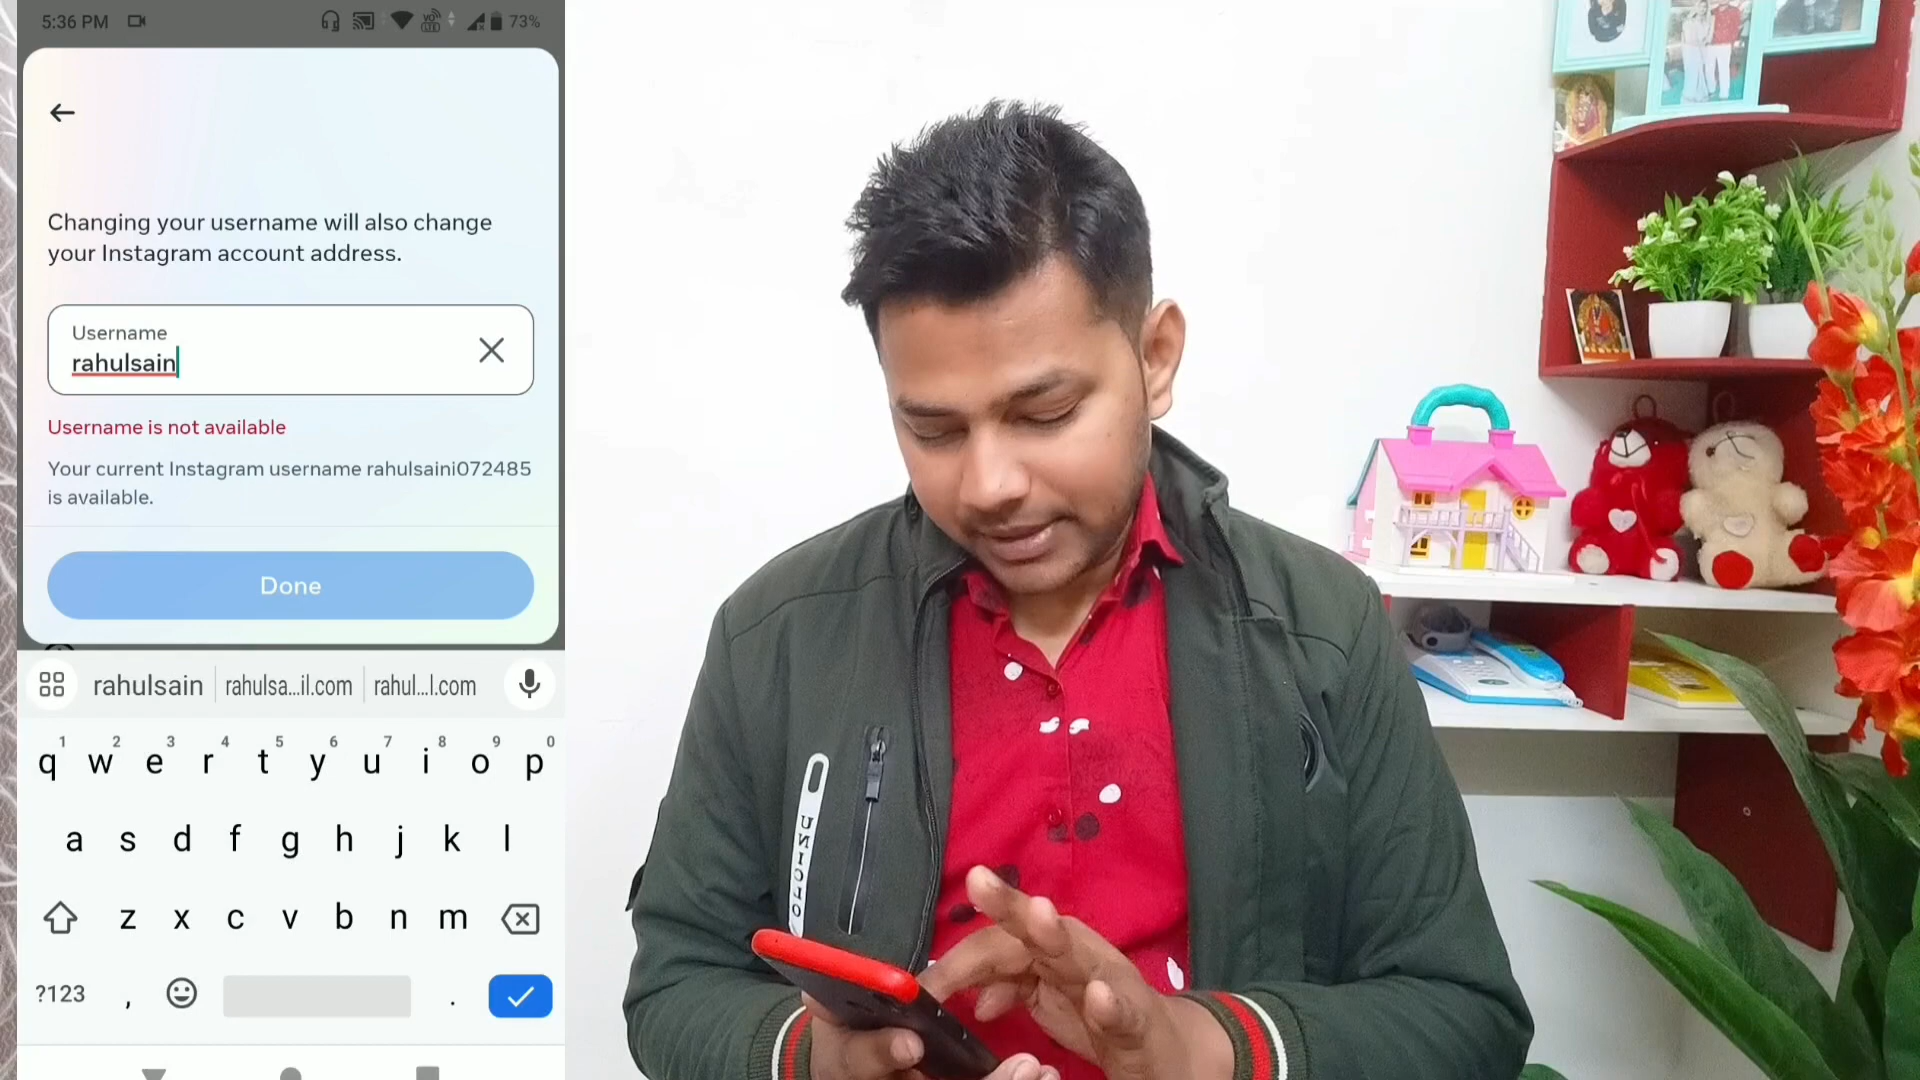 5:36 PM
73%
Changing your username will also change
your Instagram account address.
Username
rahulsain
Username is not available
Your current Instagram username rahulsaini072485
is available.
Done
rahulsain
rahulsa...il.com
rahul...l.com
1 2 3 4 5 6 7 8 9 0
q w e r t y u i o p
a s d f g h j k l
z x c v b n m
?123 , .
UNICLO